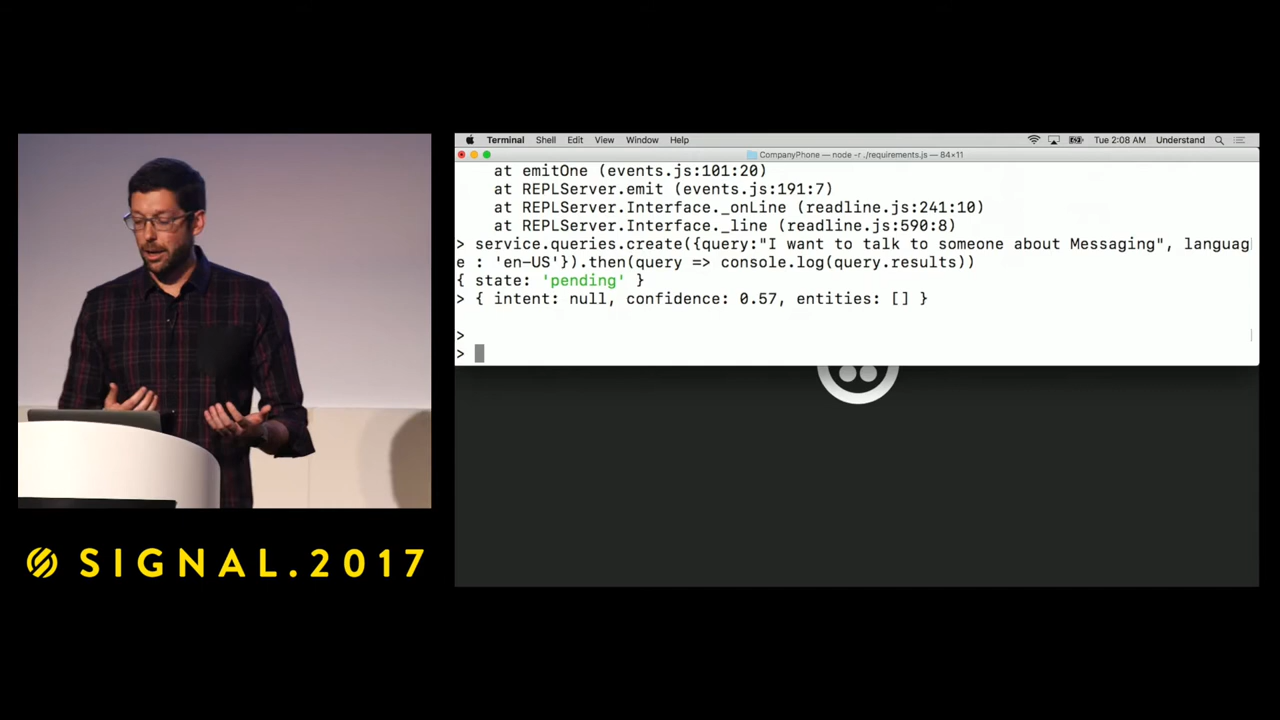 Terminal Shell Edit View Window Help Tue 2:08 AM Understand
CompanyPhone — node -r ./requirements.js — 84×11
at emitOne (events.js:101:20)
at REPLServer.emit (events.js:191:7)
at REPLServer.Interface._onLine (readline.js:241:10)
at REPLServer.Interface._line (readline.js:590:8)
> service.queries.create({query:"I want to talk to someone about Messaging", languag
e : 'en-US'}).then(query => console.log(query.results))
{ state: 'pending' }
> { intent: null, confidence: 0.57, entities: [] }
>
>
SIGNAL.2017